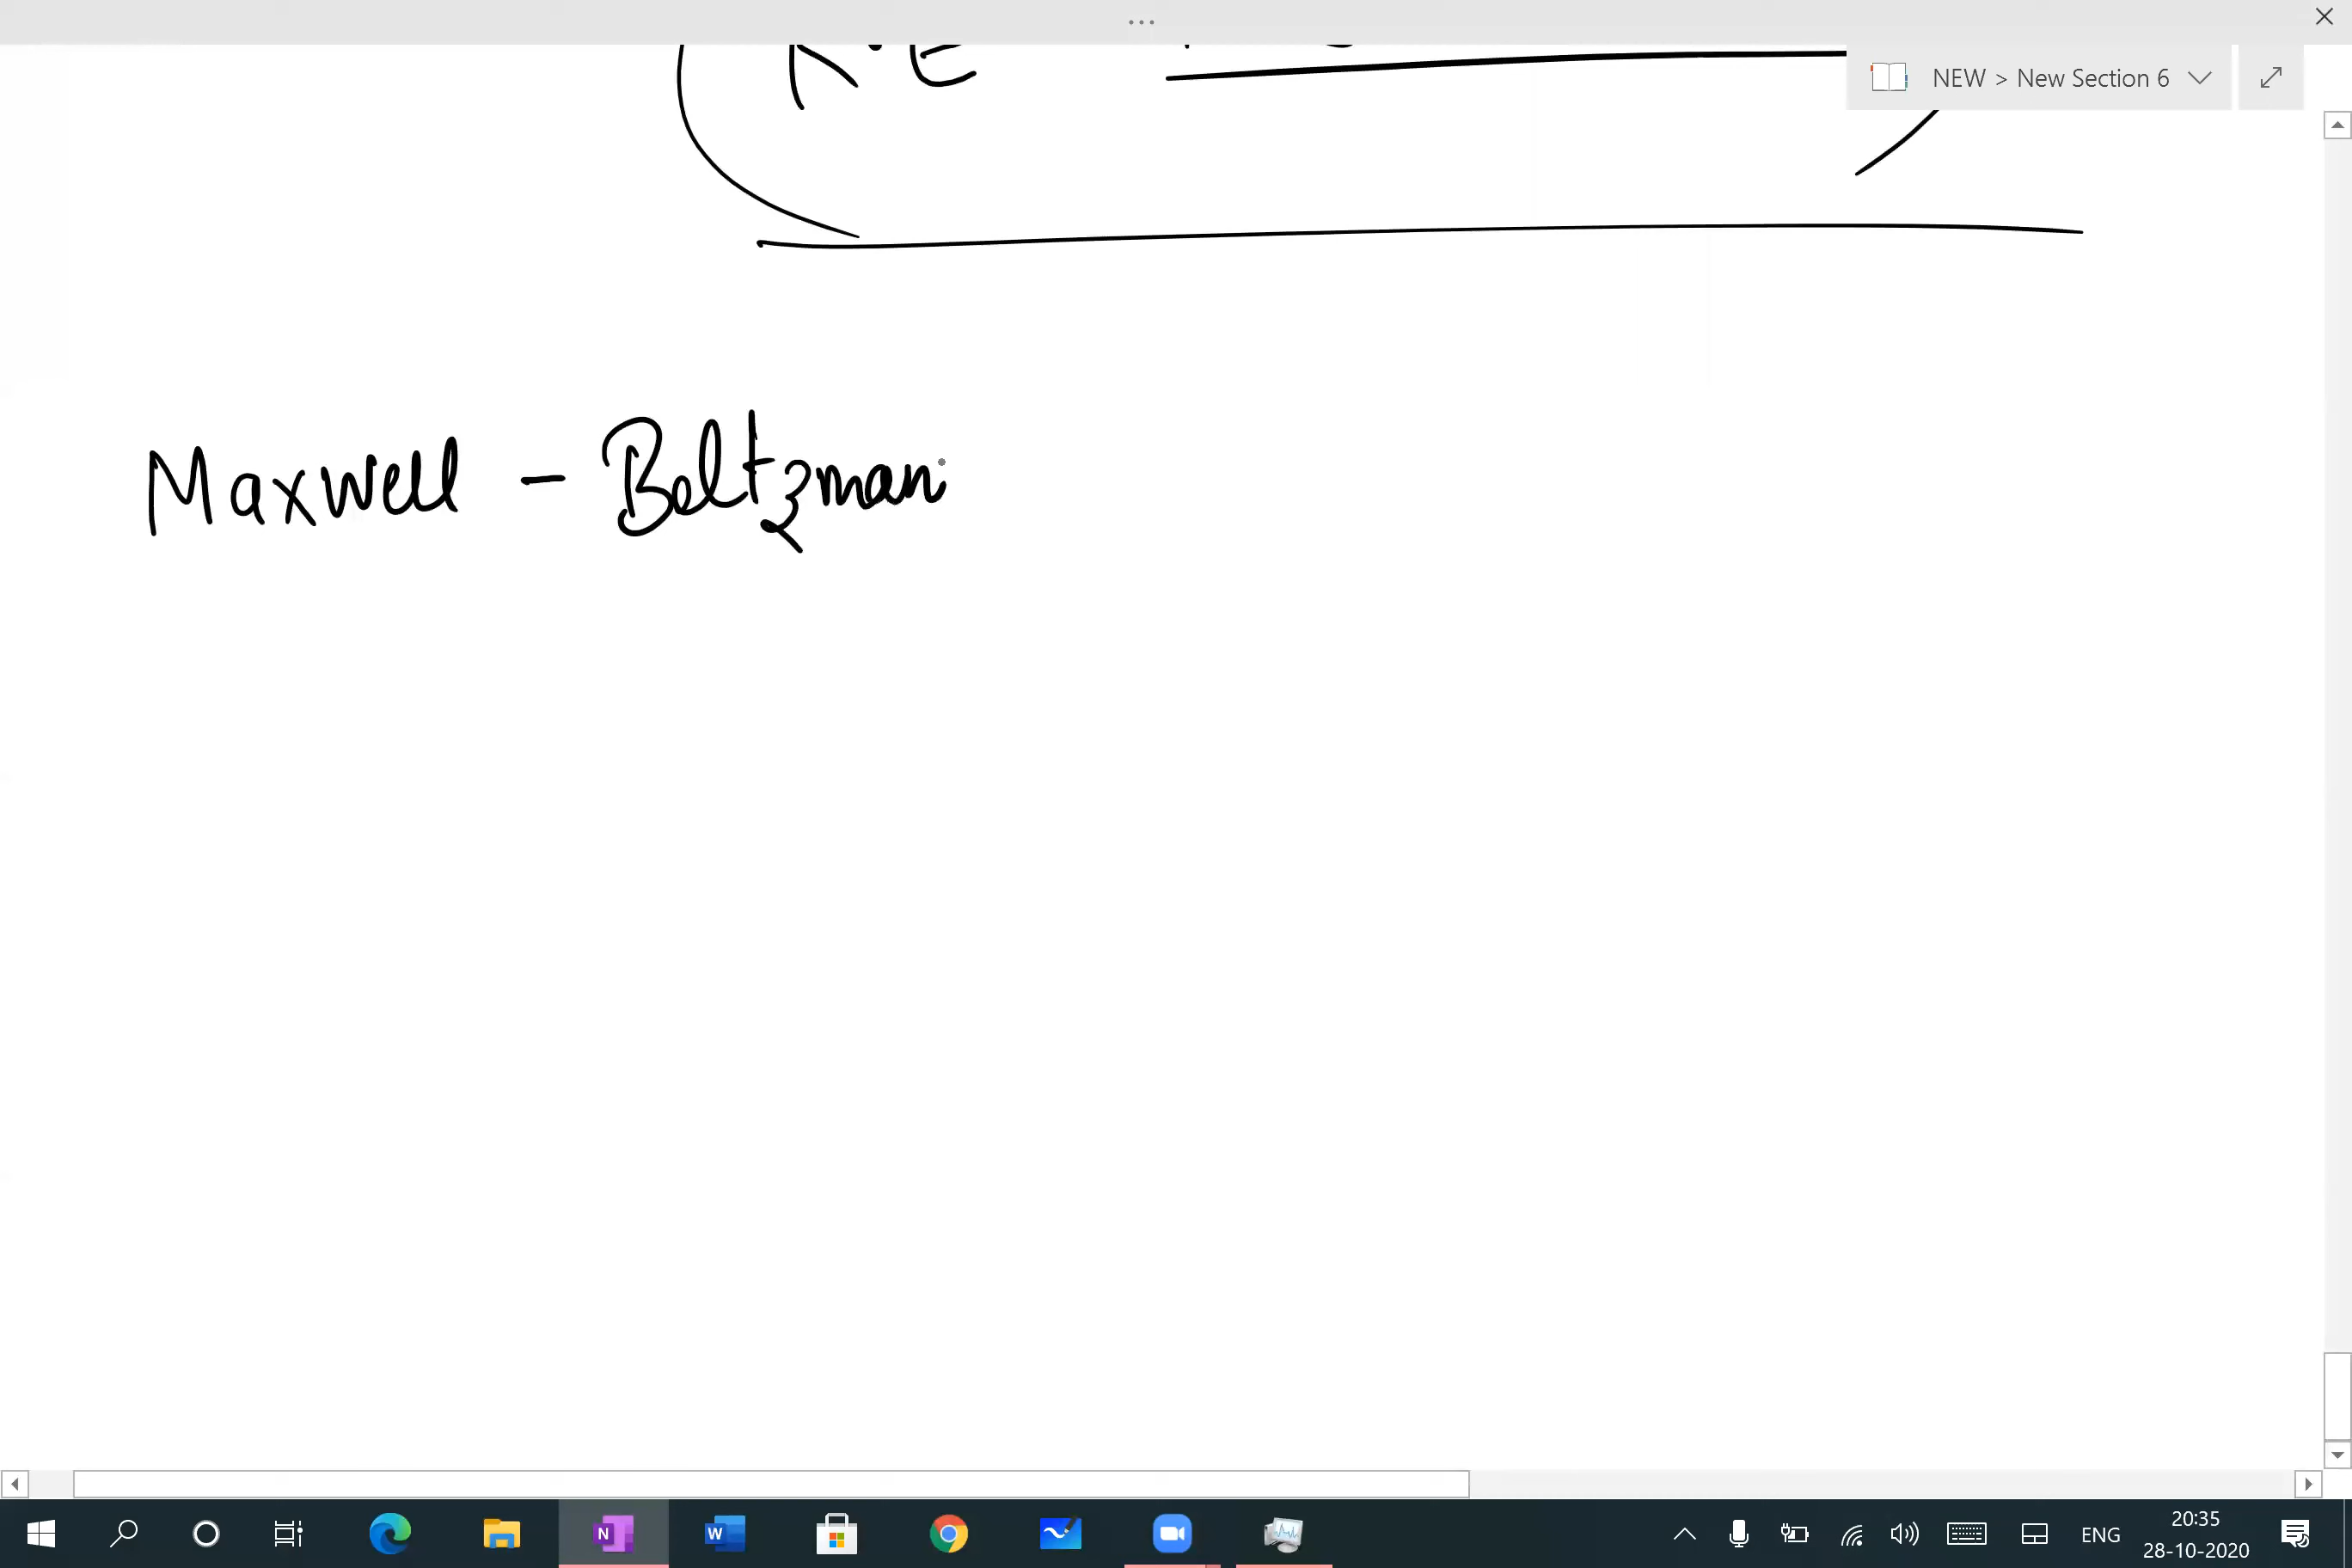 K.E
NEW > New Section 6
Maxwell - Boltzman
ENG
20:35
28-10-2020